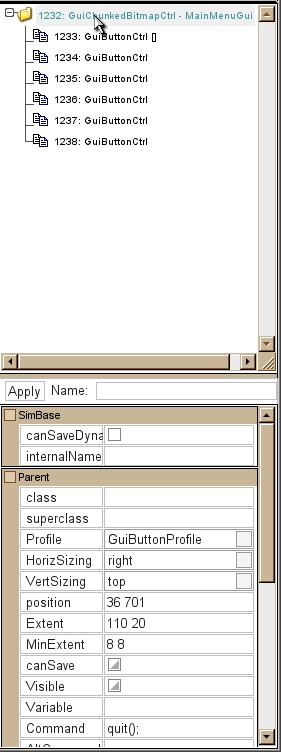 1232: GuiChunkedBitmapCtrl - MainMenuGui
1233: GuiButtonCtrl []
1234: GuiButtonCtrl
1235: GuiButtonCtrl
1236: GuiButtonCtrl
1237: GuiButtonCtrl
1238: GuiButtonCtrl
Apply Name:
SimBase
canSaveDyna
internalName
Parent
class
superclass
Profile GuiButtonProfile
HorizSizing right
VertSizing top
position 36 701
Extent 110 20
MinExtent 8 8
canSave
Visible
Variable
Command quit();